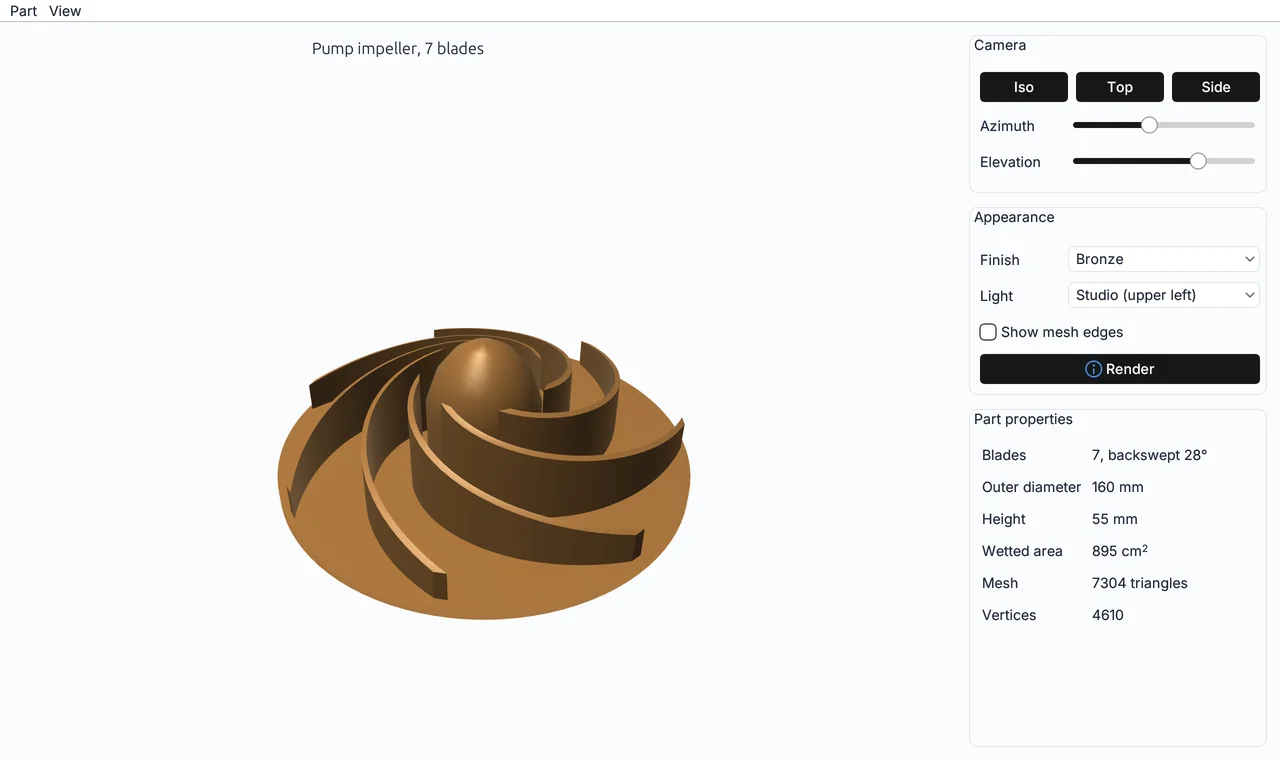 Part View
Pump impeller, 7 blades
Camera
Iso Top Side
Azimuth
Elevation
Appearance
Finish Bronze
Light Studio (upper left)
Show mesh edges
Render
Part properties
Blades 7, backswept 28°
Outer diameter 160 mm
Height 55 mm
Wetted area 895 cm²
Mesh 7304 triangles
Vertices 4610